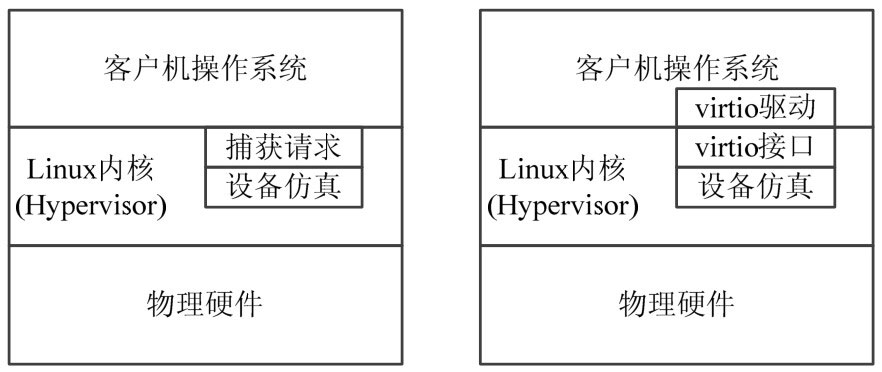 客户机操作系统
捕获请求
设备仿真
Linux内核
(Hypervisor)
物理硬件
客户机操作系统
virtio驱动
virtio接口
设备仿真
Linux内核
(Hypervisor)
物理硬件